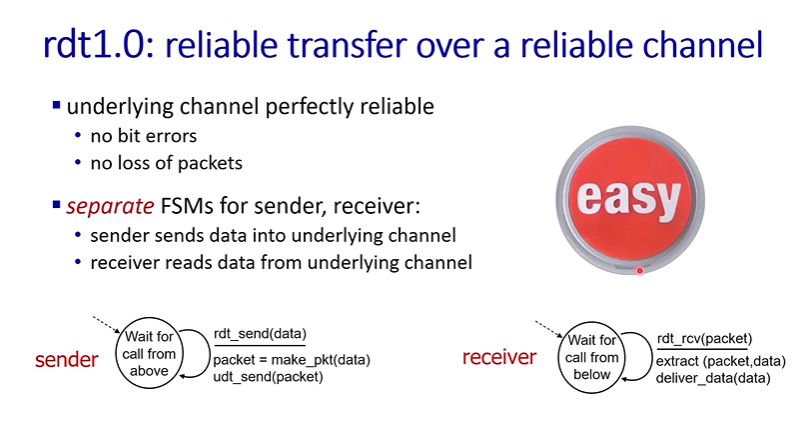 rdt1.0: reliable transfer over a reliable channel
underlying channel perfectly reliable
no bit errors
no loss of packets
separate FSMs for sender, receiver:
sender sends data into underlying channel
receiver reads data from underlying channel
easy
sender
Wait for
call from
above
rdt_send(data)
packet = make_pkt(data)
udt_send(packet)
receiver
Wait for
call from
below
rdt_rcv(packet)
extract (packet,data)
deliver_data(data)